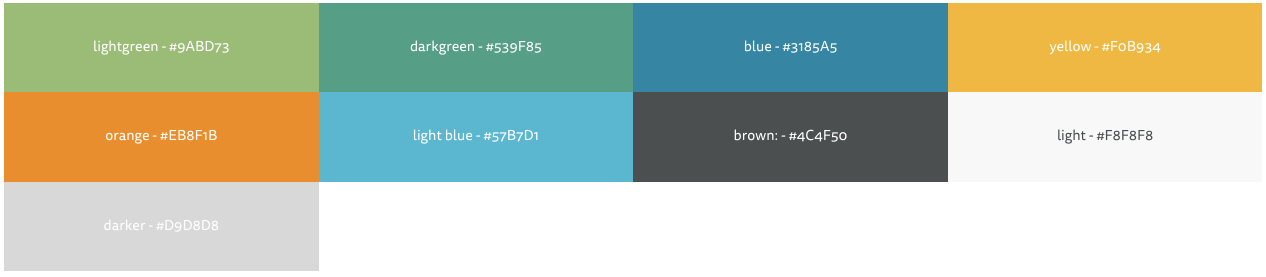 lightgreen - #9ABD73
darkgreen - #539F85
blue - #3185A5
yellow - #F0B934
orange - #EB8F1B
light blue - #57B7D1
brown: - #4C4F50
light - #F8F8F8
darker - #D9D8D8